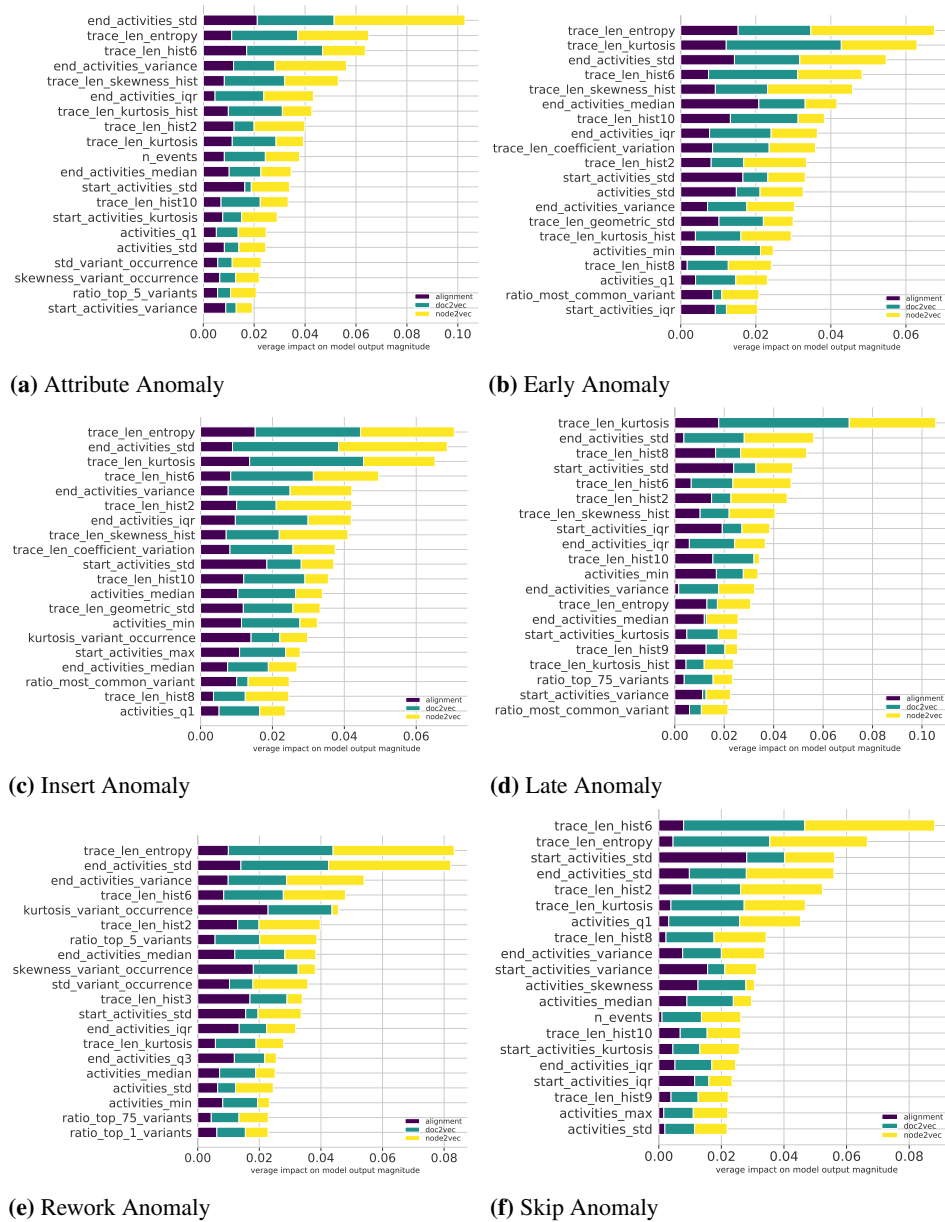 end_activities_std
trace_len_entropy
trace_len_hist6
end_activities_variance
trace_len_skewness_hist
end_activities_iqr
trace_len_kurtosis_hist
trace_len_hist2
trace_len_kurtosis
n_events
end_activities_median
start_activities_std
trace_len_hist10
start_activities_kurtosis
activities_q1
activities_std
std_variant_occurrence
skewness_variant_occurrence
ratio_top_5_variants
start_activities_variance
alignment
doc2vec
node2vec
0.00 0.02 0.04 0.06 0.08 0.10
verage impact on model output magnitude
(a) Attribute Anomaly
trace_len_entropy
trace_len_kurtosis
end_activities_std
trace_len_hist6
trace_len_skewness_hist
end_activities_median
trace_len_hist10
end_activities_iqr
trace_len_coefficient_variation
trace_len_hist2
start_activities_std
activities_std
end_activities_variance
trace_len_geometric_std
trace_len_kurtosis_hist
activities_min
trace_len_hist8
activities_q1
ratio_most_common_variant
start_activities_iqr
alignment
doc2vec
node2vec
0.00 0.02 0.04 0.06
verage impact on model output magnitude
(b) Early Anomaly
trace_len_entropy
end_activities_std
trace_len_kurtosis
trace_len_hist6
end_activities_variance
trace_len_hist2
end_activities_iqr
trace_len_skewness_hist
trace_len_coefficient_variation
start_activities_std
trace_len_hist10
activities_median
trace_len_geometric_std
activities_min
kurtosis_variant_occurrence
start_activities_max
end_activities_median
ratio_most_common_variant
trace_len_hist8
activities_q1
alignment
doc2vec
node2vec
0.00 0.02 0.04 0.06
verage impact on model output magnitude
(c) Insert Anomaly
trace_len_kurtosis
end_activities_std
trace_len_hist8
start_activities_std
trace_len_hist6
trace_len_hist2
trace_len_skewness_hist
start_activities_iqr
end_activities_iqr
trace_len_hist10
activities_min
end_activities_variance
trace_len_entropy
end_activities_median
start_activities_kurtosis
trace_len_hist9
trace_len_kurtosis_hist
ratio_top_75_variants
start_activities_variance
ratio_most_common_variant
alignment
doc2vec
node2vec
0.00 0.02 0.04 0.06 0.08 0.10
verage impact on model output magnitude
(d) Late Anomaly
trace_len_entropy
end_activities_std
end_activities_variance
trace_len_hist6
kurtosis_variant_occurrence
trace_len_hist2
ratio_top_5_variants
end_activities_median
skewness_variant_occurrence
std_variant_occurrence
trace_len_hist3
start_activities_std
end_activities_iqr
trace_len_kurtosis
end_activities_q3
activities_median
activities_std
activities_min
ratio_top_75_variants
ratio_top_1_variants
alignment
doc2vec
node2vec
0.00 0.02 0.04 0.06 0.08
verage impact on model output magnitude
(e) Rework Anomaly
trace_len_hist6
trace_len_entropy
start_activities_std
end_activities_std
trace_len_hist2
trace_len_kurtosis
activities_q1
trace_len_hist8
end_activities_variance
start_activities_variance
activities_skewness
activities_median
n_events
trace_len_hist10
start_activities_kurtosis
end_activities_iqr
start_activities_iqr
trace_len_hist9
activities_max
activities_std
alignment
doc2vec
node2vec
0.00 0.02 0.04 0.06 0.08
verage impact on model output magnitude
(f) Skip Anomaly